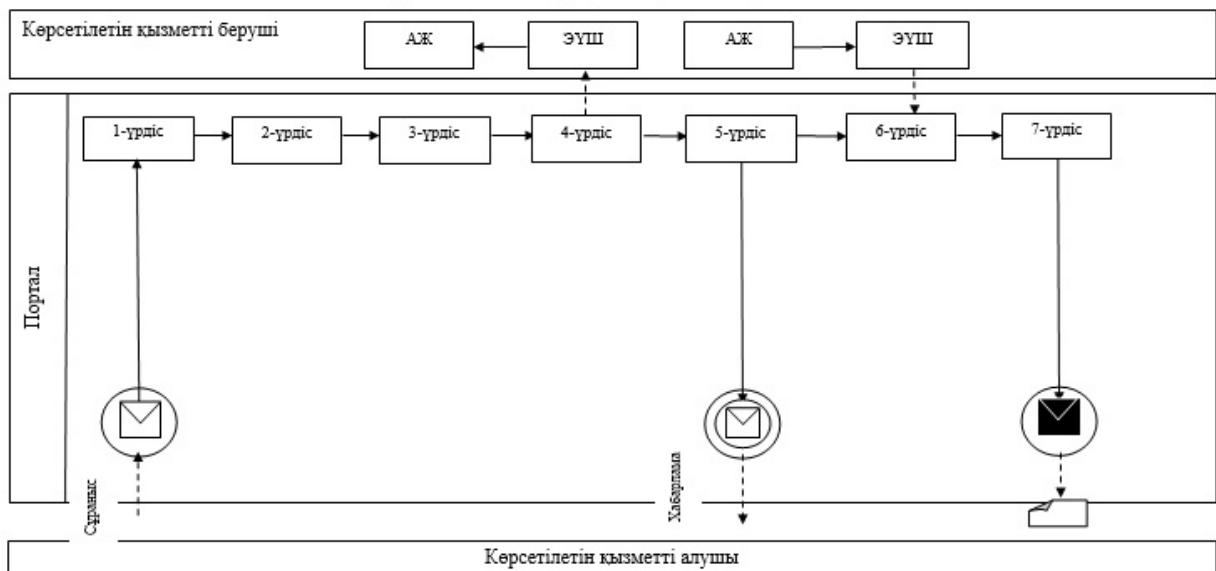 Көрсетілетін қызметті беруші
АЖ
ЭҮШ
АЖ
ЭҮШ
Портал
1-үрдіс
2-үрдіс
3-үрдіс
4-үрдіс
5-үрдіс
6-үрдіс
7-үрдіс
Сұраныс
Хабарлама
Көрсетілетін қызметті алушы